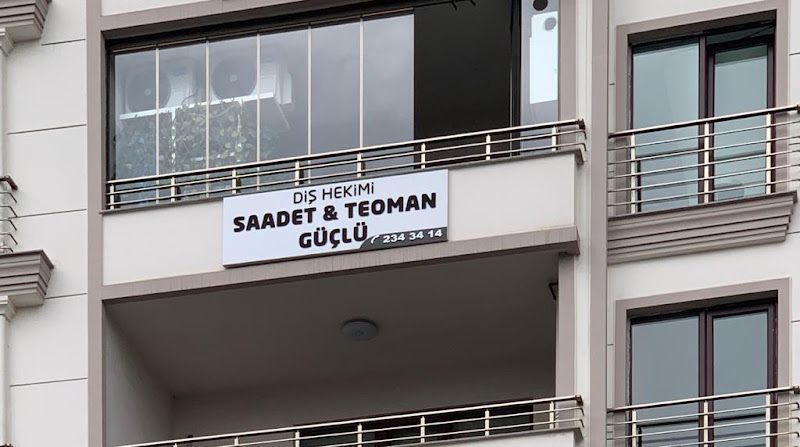 DİŞ HEKİMİ
SAADET & TEOMAN
GÜÇLÜ
234 34 14